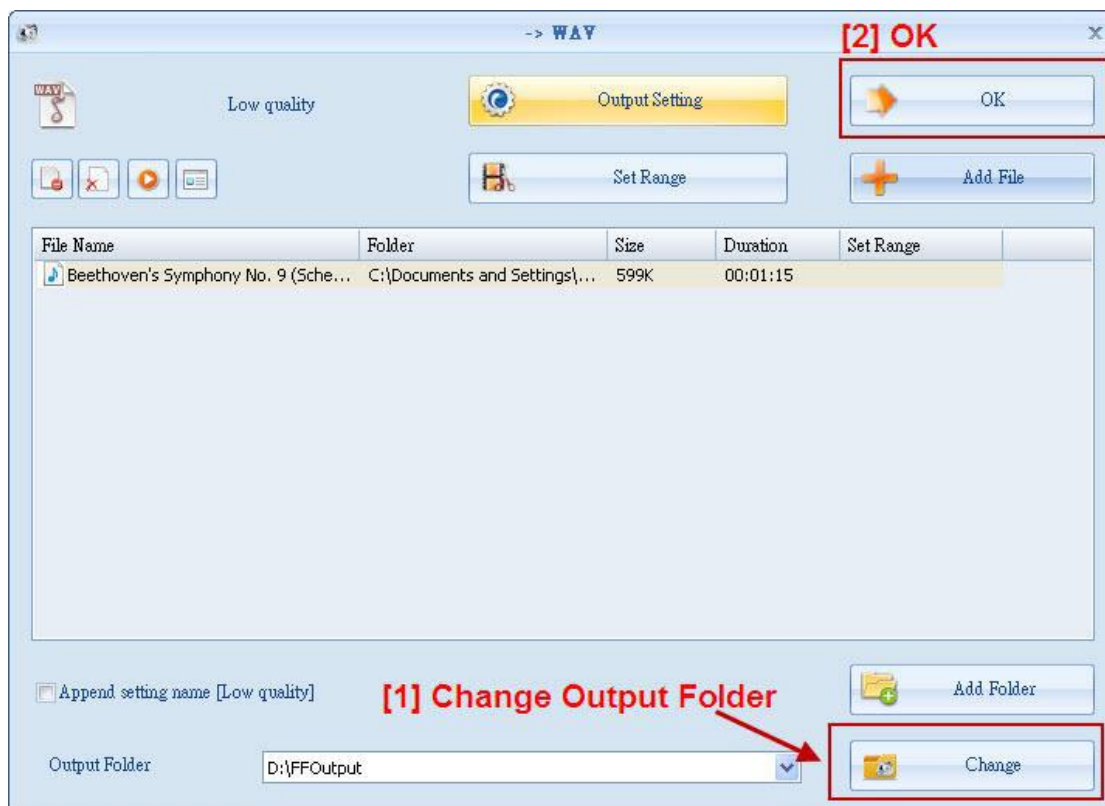 -> WAV
[2] OK
WAV
Low quality
Output Setting
OK
Set Range
Add File
File Name Folder Size Duration Set Range
Beethoven's Symphony No. 9 (Sche... C:\Documents and Settings\... 599K 00:01:15
Append setting name [Low quality]
[1] Change Output Folder
Add Folder
Output Folder
D:\FFOutput
Change